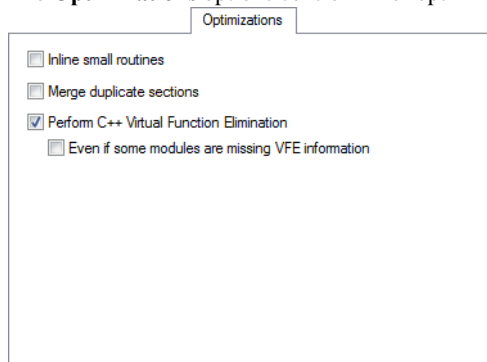 Optimizations
Inline small routines
Merge duplicate sections
Perform C++ Virtual Function Elimination
Even if some modules are missing VFE information